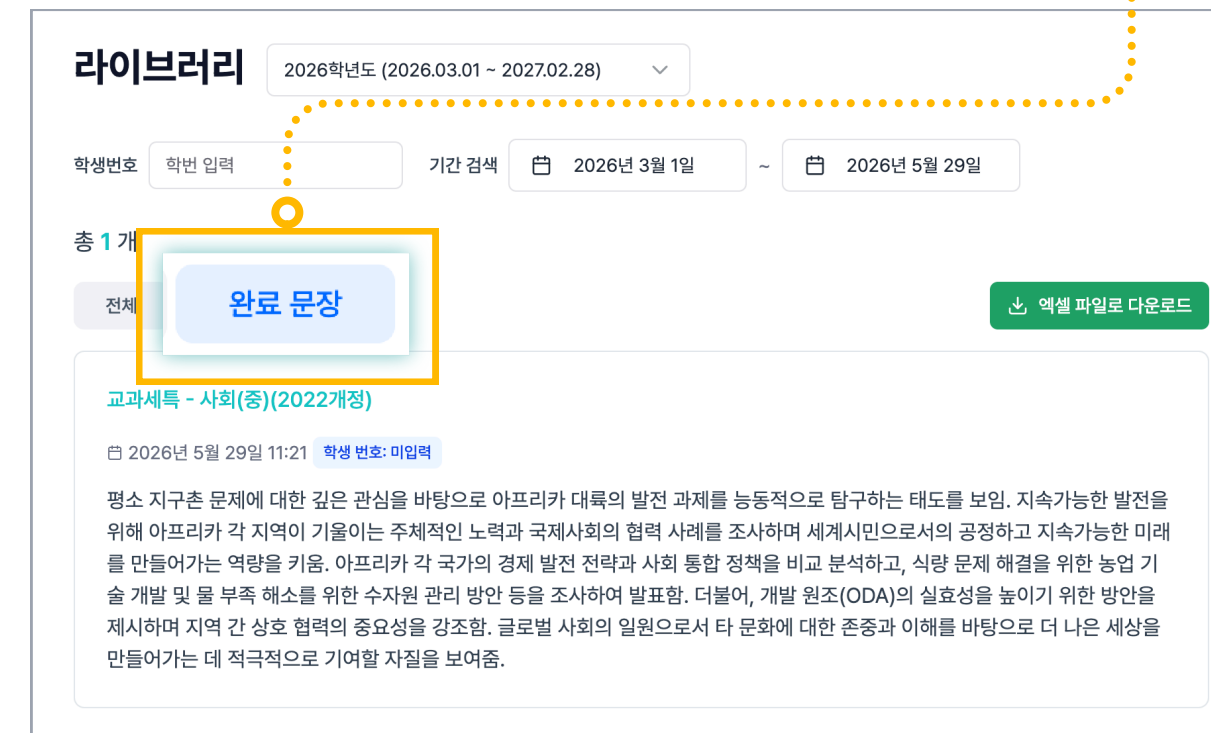 라이브러리
2026학년도 (2026.03.01 ~ 2027.02.28)
학생번호 학번 입력 기간 검색 2026년 3월 1일 ~ 2026년 5월 29일
총 1 개
전체 완료 문장 엑셀 파일로 다운로드
교과세특 - 사회(중)(2022개정)
2026년 5월 29일 11:21 학생 번호: 미입력
평소 지구촌 문제에 대한 깊은 관심을 바탕으로 아프리카 대륙의 발전 과제를 능동적으로 탐구하는 태도를 보임. 지속가능한 발전을
위해 아프리카 각 지역이 기울이는 주체적인 노력과 국제사회의 협력 사례를 조사하며 세계시민으로서의 공정하고 지속가능한 미래
를 만들어가는 역량을 키움. 아프리카 각 국가의 경제 발전 전략과 사회 통합 정책을 비교 분석하고, 식량 문제 해결을 위한 농업 기
술 개발 및 물 부족 해소를 위한 수자원 관리 방안 등을 조사하여 발표함. 더불어, 개발 원조(ODA)의 실효성을 높이기 위한 방안을
제시하며 지역 간 상호 협력의 중요성을 강조함. 글로벌 사회의 일원으로서 타 문화에 대한 존중과 이해를 바탕으로 더 나은 세상을
만들어가는 데 적극적으로 기여할 자질을 보여줌.